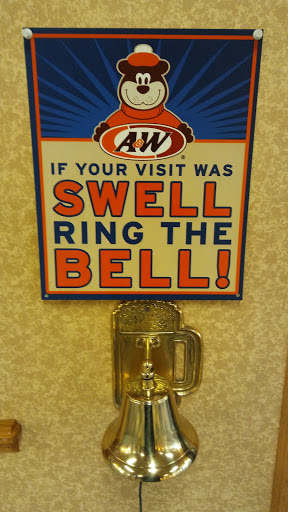 A&W
IF YOUR VISIT WAS
SWELL
RING THE
BELL!